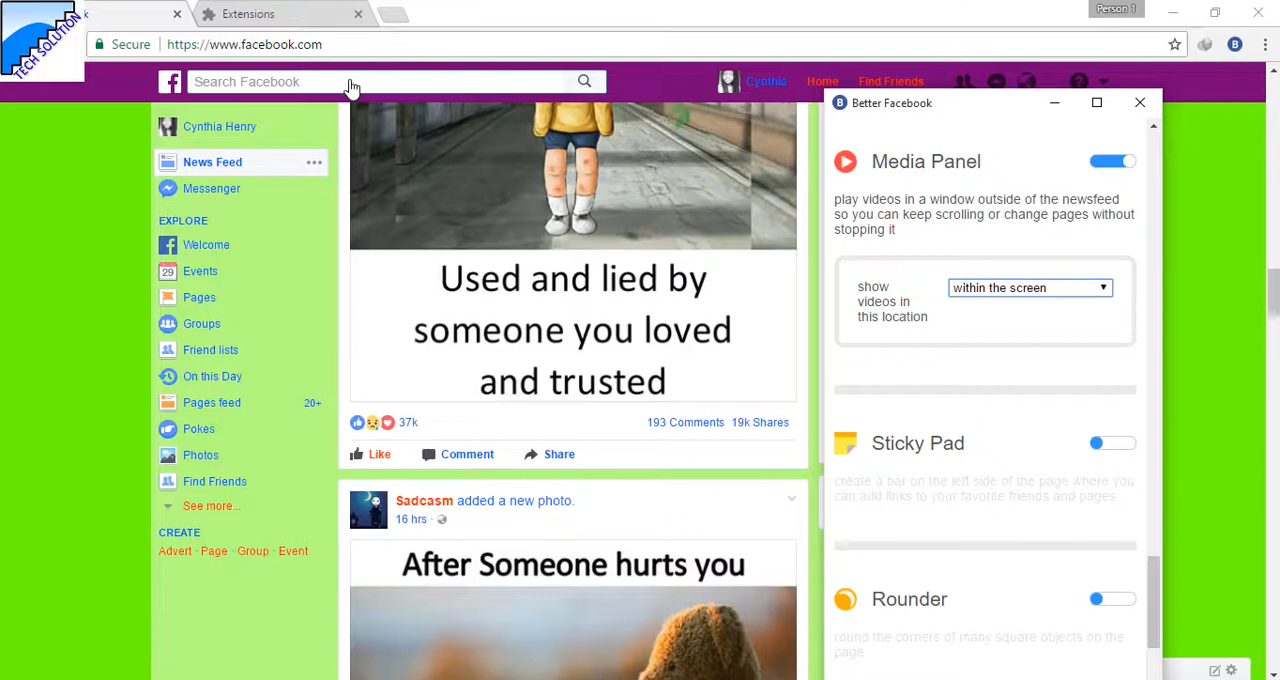 k
Extensions
Person 1
TECH SOLUTION
Secure
https://www.facebook.com
Search Facebook
Cynthia
Home
Find Friends
Better Facebook
Cynthia Henry
News Feed
Messenger
EXPLORE
Welcome
29
Events
Pages
Groups
Friend lists
On this Day
Pages feed 20+
Pokes
Photos
Find Friends
See more...
CREATE
Advert · Page · Group · Event
Used and lied by
someone you loved
and trusted
37k
193 Comments 19k Shares
Like Comment Share
Sadcasm added a new photo.
16 hrs ·
After Someone hurts you
Media Panel
play videos in a window outside of the newsfeed
so you can keep scrolling or change pages without
stopping it
show
videos in
this location
within the screen
Sticky Pad
create a bar on the left side of the page where you
can add links to your favorite friends and pages
Rounder
round the corners of many square objects on the
page